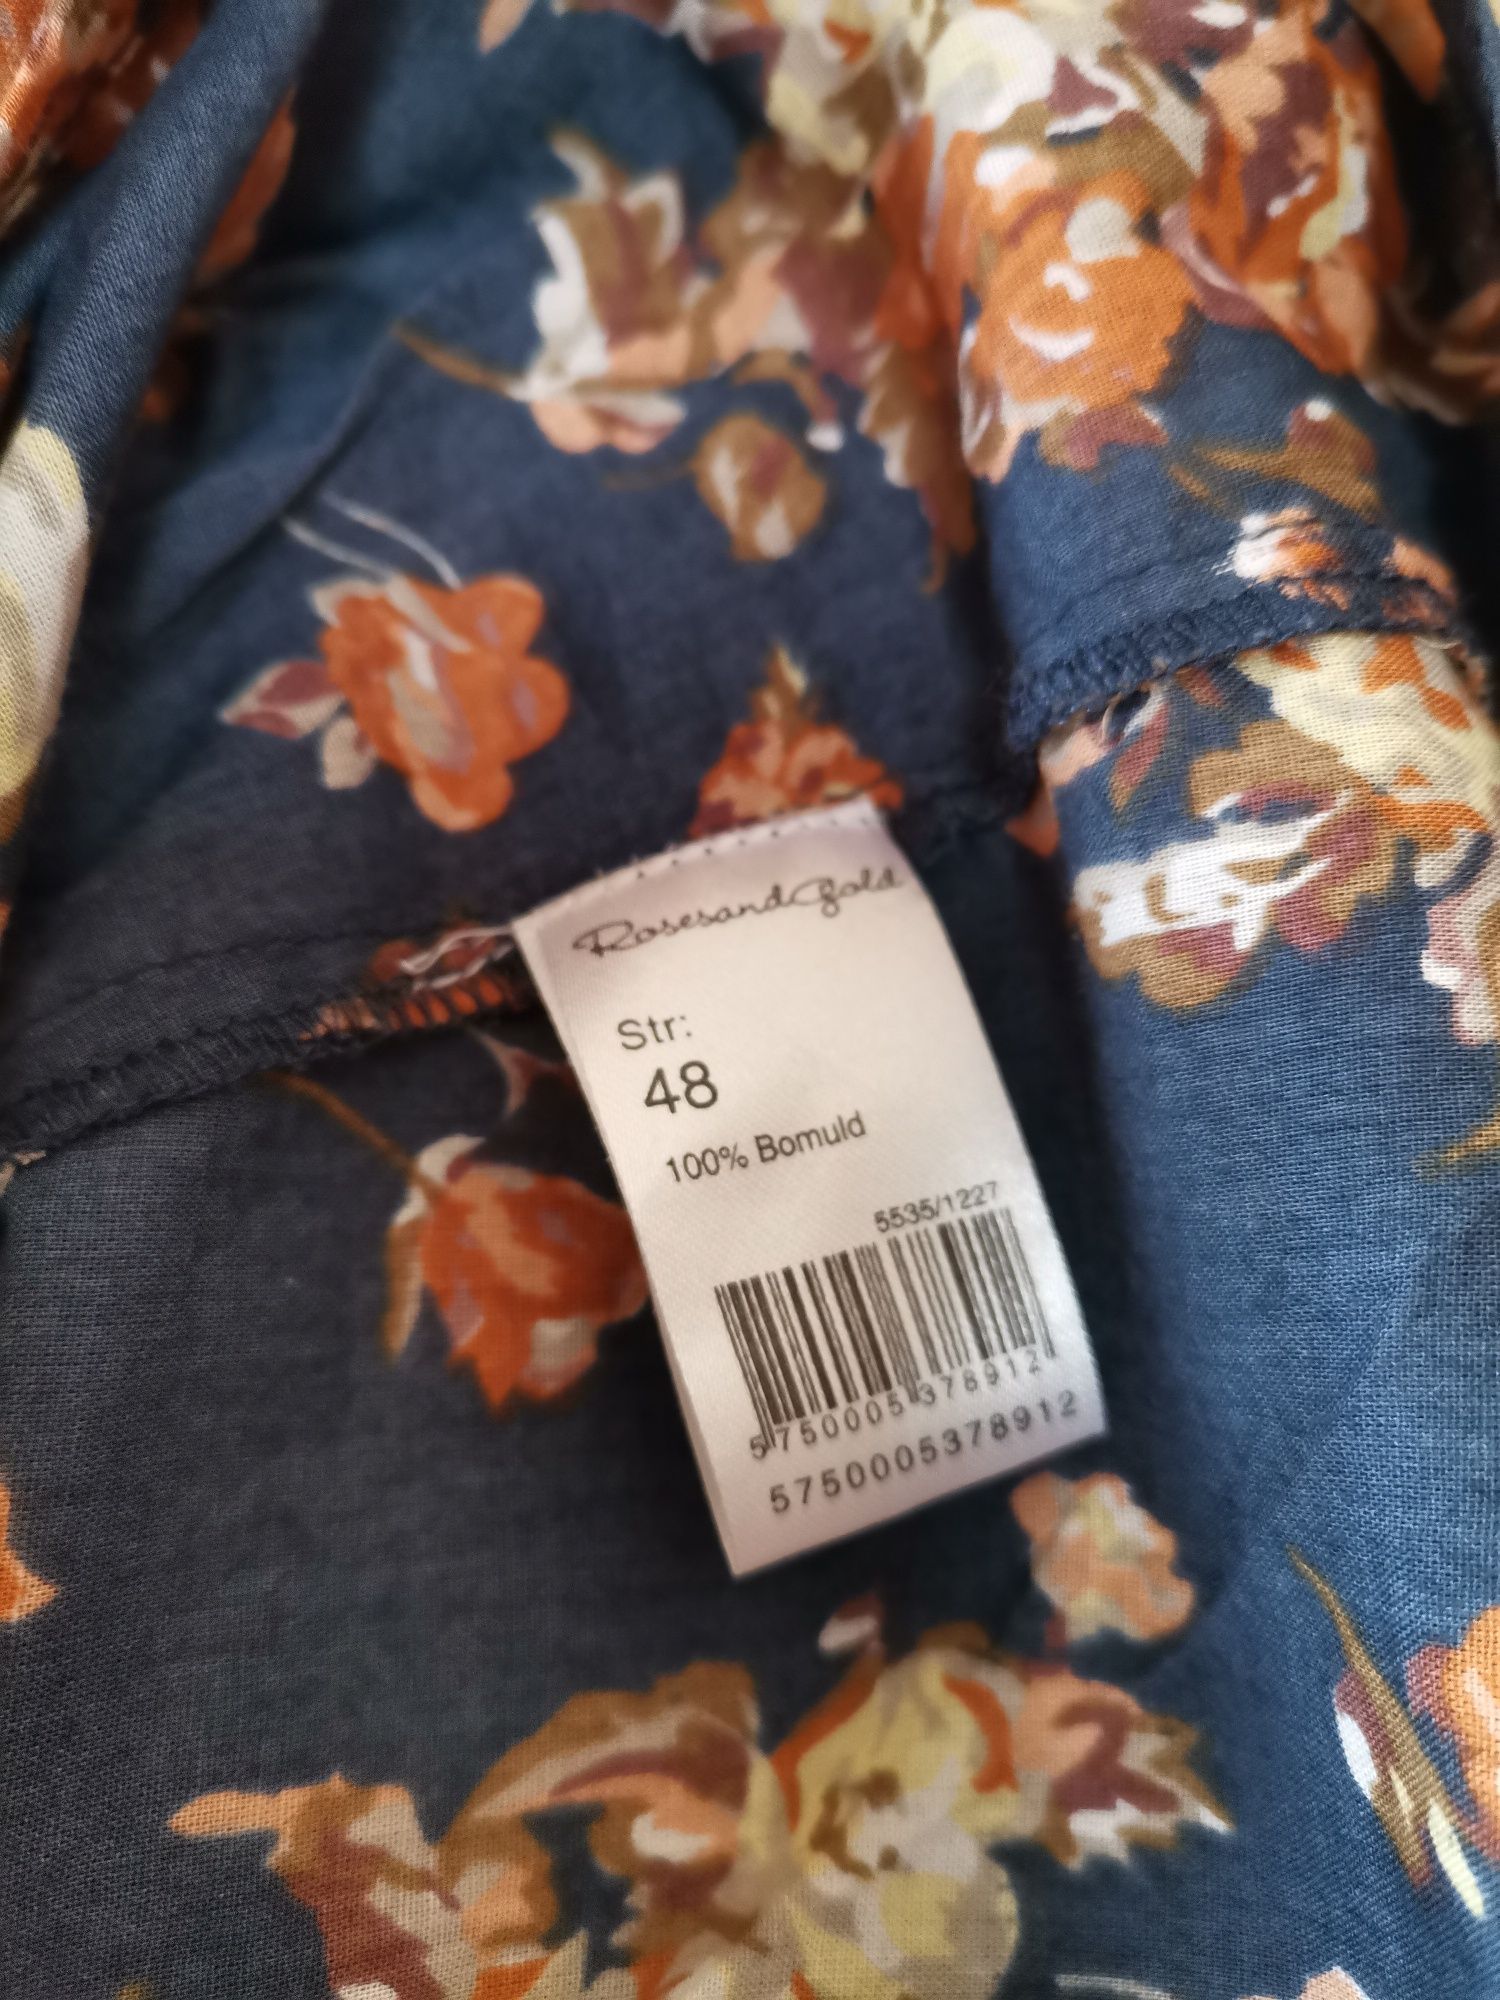 RosesandGold
Str:
48
100% Bomuld
5535/1227
5750005378912
5750005378912